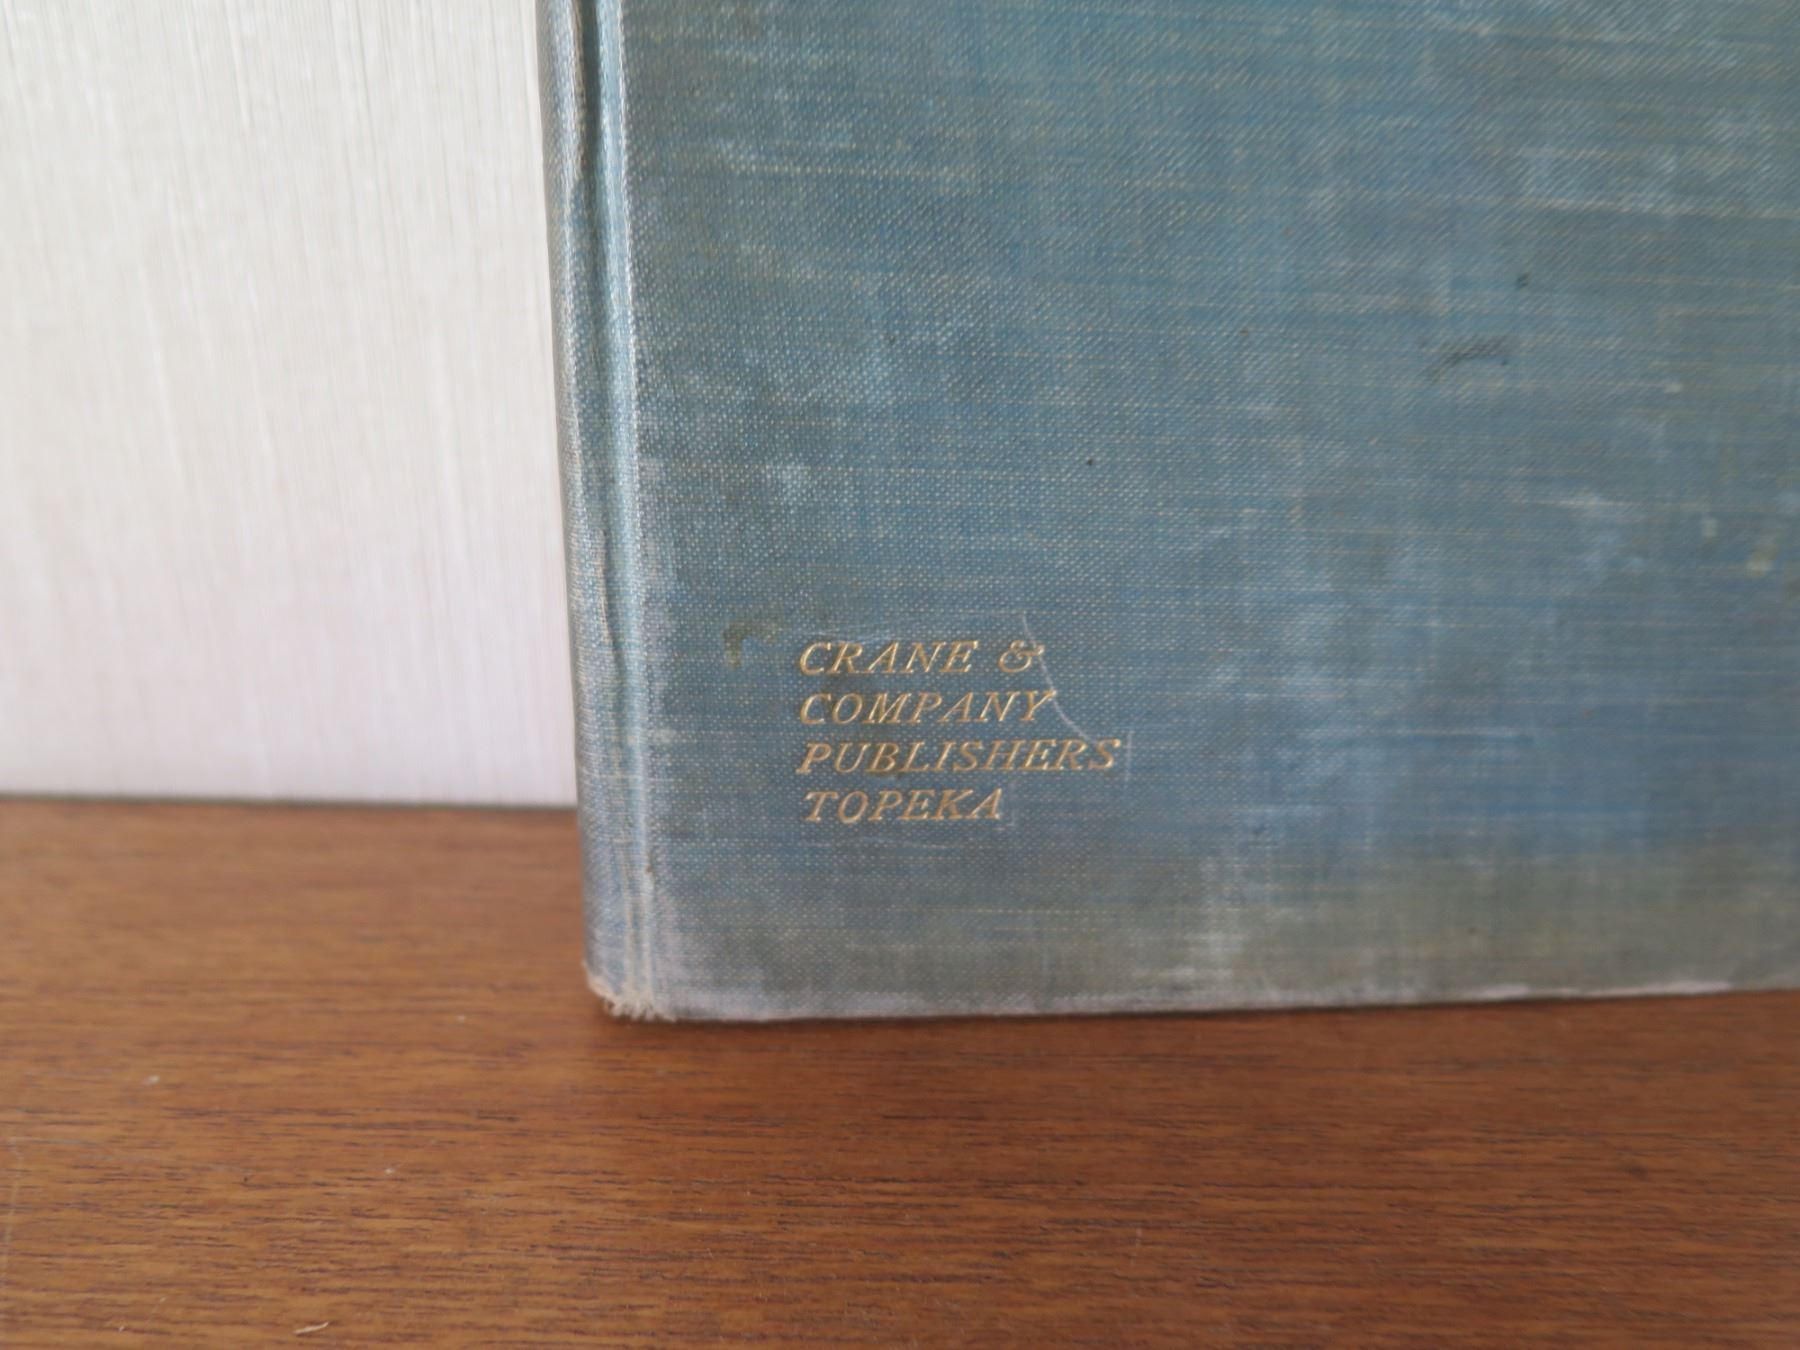 CRANE &
COMPANY
PUBLISHERS
TOPEKA